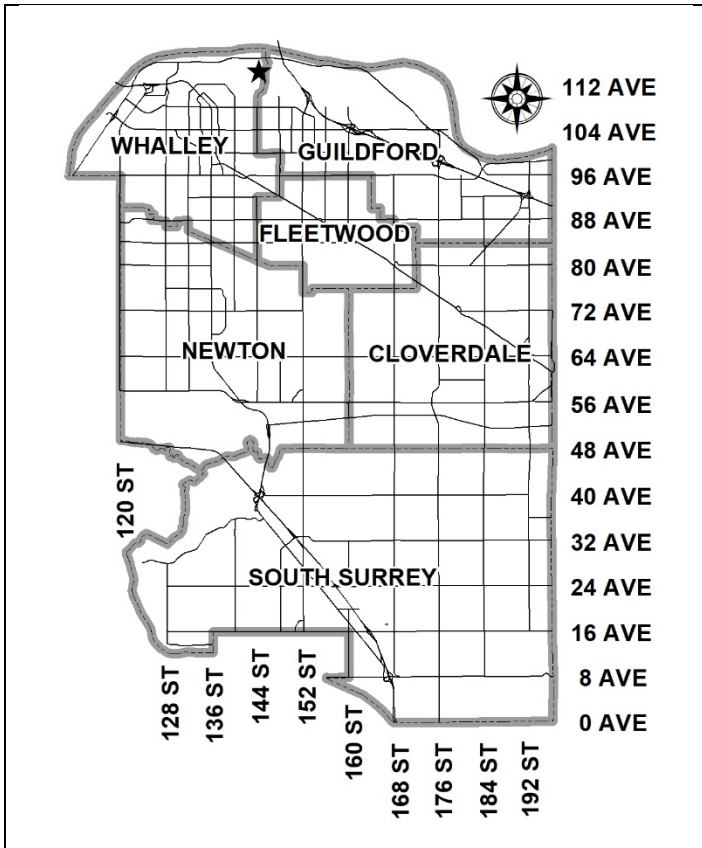 112 AVE
104 AVE
WHALLEY
GUILDFORD
96 AVE
88 AVE
FLEETWOOD
80 AVE
72 AVE
NEWTON
CLOVERDALE
64 AVE
56 AVE
48 AVE
120 ST
40 AVE
32 AVE
SOUTH SURREY
24 AVE
16 AVE
8 AVE
0 AVE
128 ST
136 ST
144 ST
152 ST
160 ST
168 ST
176 ST
184 ST
192 ST